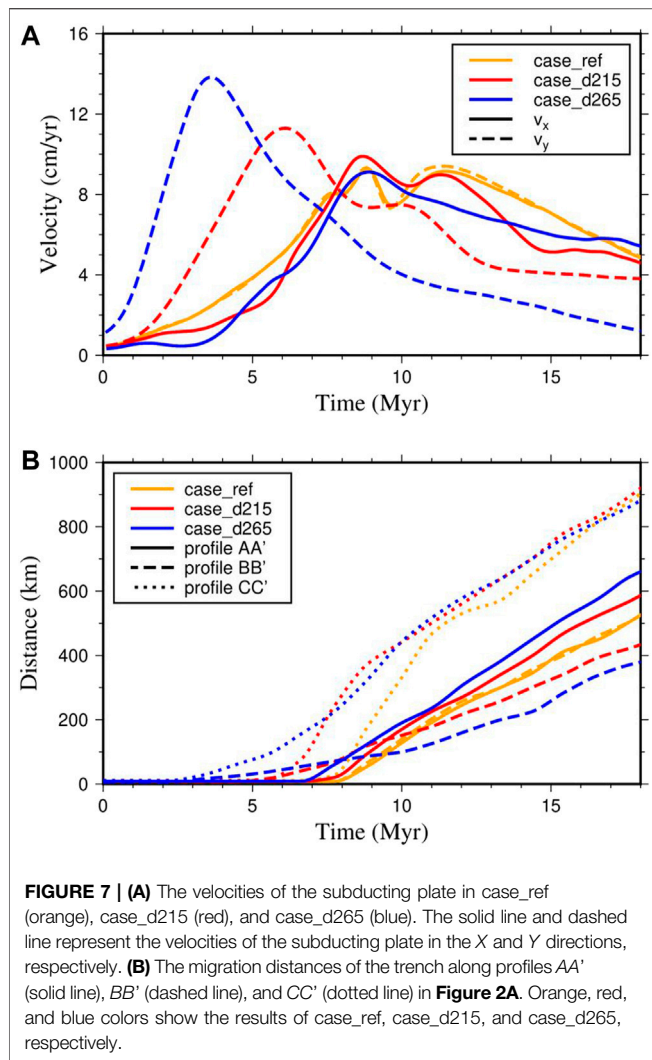 A
16
12
8
4
0
Velocity (cm/yr)
case_ref
case_d215
case_d265
v_x
v_y
0 5 10 15
Time (Myr)
B
1000
800
600
400
200
0
Distance (km)
case_ref
case_d215
case_d265
profile AA'
profile BB'
profile CC'
0 5 10 15
Time (Myr)
FIGURE 7 | (A) The velocities of the subducting plate in case_ref
(orange), case_d215 (red), and case_d265 (blue). The solid line and dashed
line represent the velocities of the subducting plate in the X and Y directions,
respectively. (B) The migration distances of the trench along profiles AA'
(solid line), BB' (dashed line), and CC' (dotted line) in Figure 2A. Orange, red,
and blue colors show the results of case_ref, case_d215, and case_d265,
respectively.